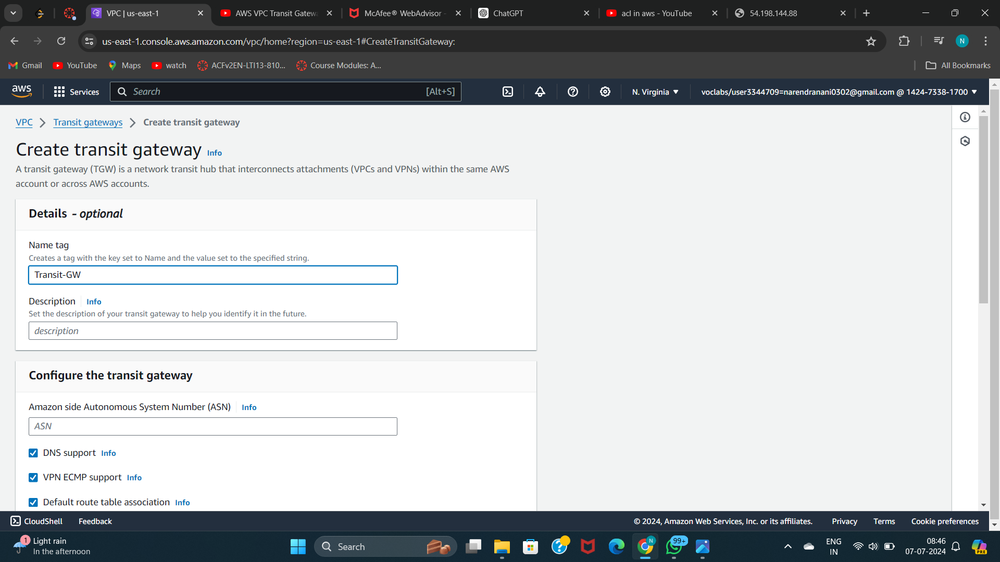 VPC | us-east-1
AWS VPC Transit Gatew
McAfee® WebAdvisor -
ChatGPT
acl in aws - YouTube
54.198.144.88
us-east-1.console.aws.amazon.com/vpc/home?region=us-east-1#CreateTransitGateway:
N
Gmail
YouTube
Maps
watch
ACFv2EN-LTI13-810...
Course Modules: A...
All Bookmarks
aws
Services
Search
[Alt+S]
N. Virginia
voclabs/user3344709=narendranani0302@gmail.com @ 1424-7338-1700
VPC
Transit gateways
Create transit gateway
Create transit gateway Info
A transit gateway (TGW) is a network transit hub that interconnects attachments (VPCs and VPNs) within the same AWS
account or across AWS accounts.
Details - optional
Name tag
Creates a tag with the key set to Name and the value set to the specified string.
Transit-GW
Description Info
Set the description of your transit gateway to help you identify it in the future.
description
Configure the transit gateway
Amazon side Autonomous System Number (ASN) Info
ASN
DNS support Info
VPN ECMP support Info
Default route table association Info
CloudShell
Feedback
© 2024, Amazon Web Services, Inc. or its affiliates.
Privacy
Terms
Cookie preferences
1
Light rain
In the afternoon
Search
N
99+
ENG
IN
08:46
07-07-2024
PRE